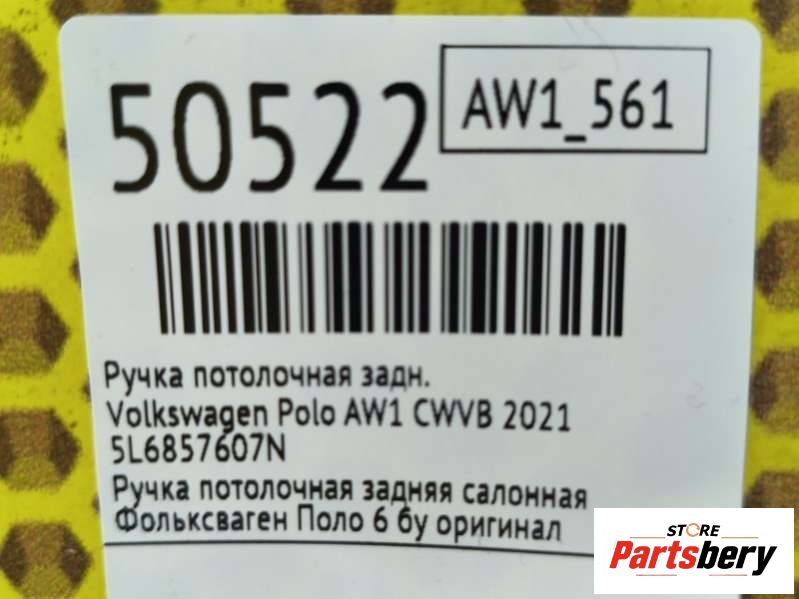 50522
AW1_561
Ручка потолочная задн.
Volkswagen Polo AW1 CWVB 2021
5L6857607N
Ручка потолочная задняя салонная
Фольксваген Поло 6 бу оригинал
STORE
Partsbery